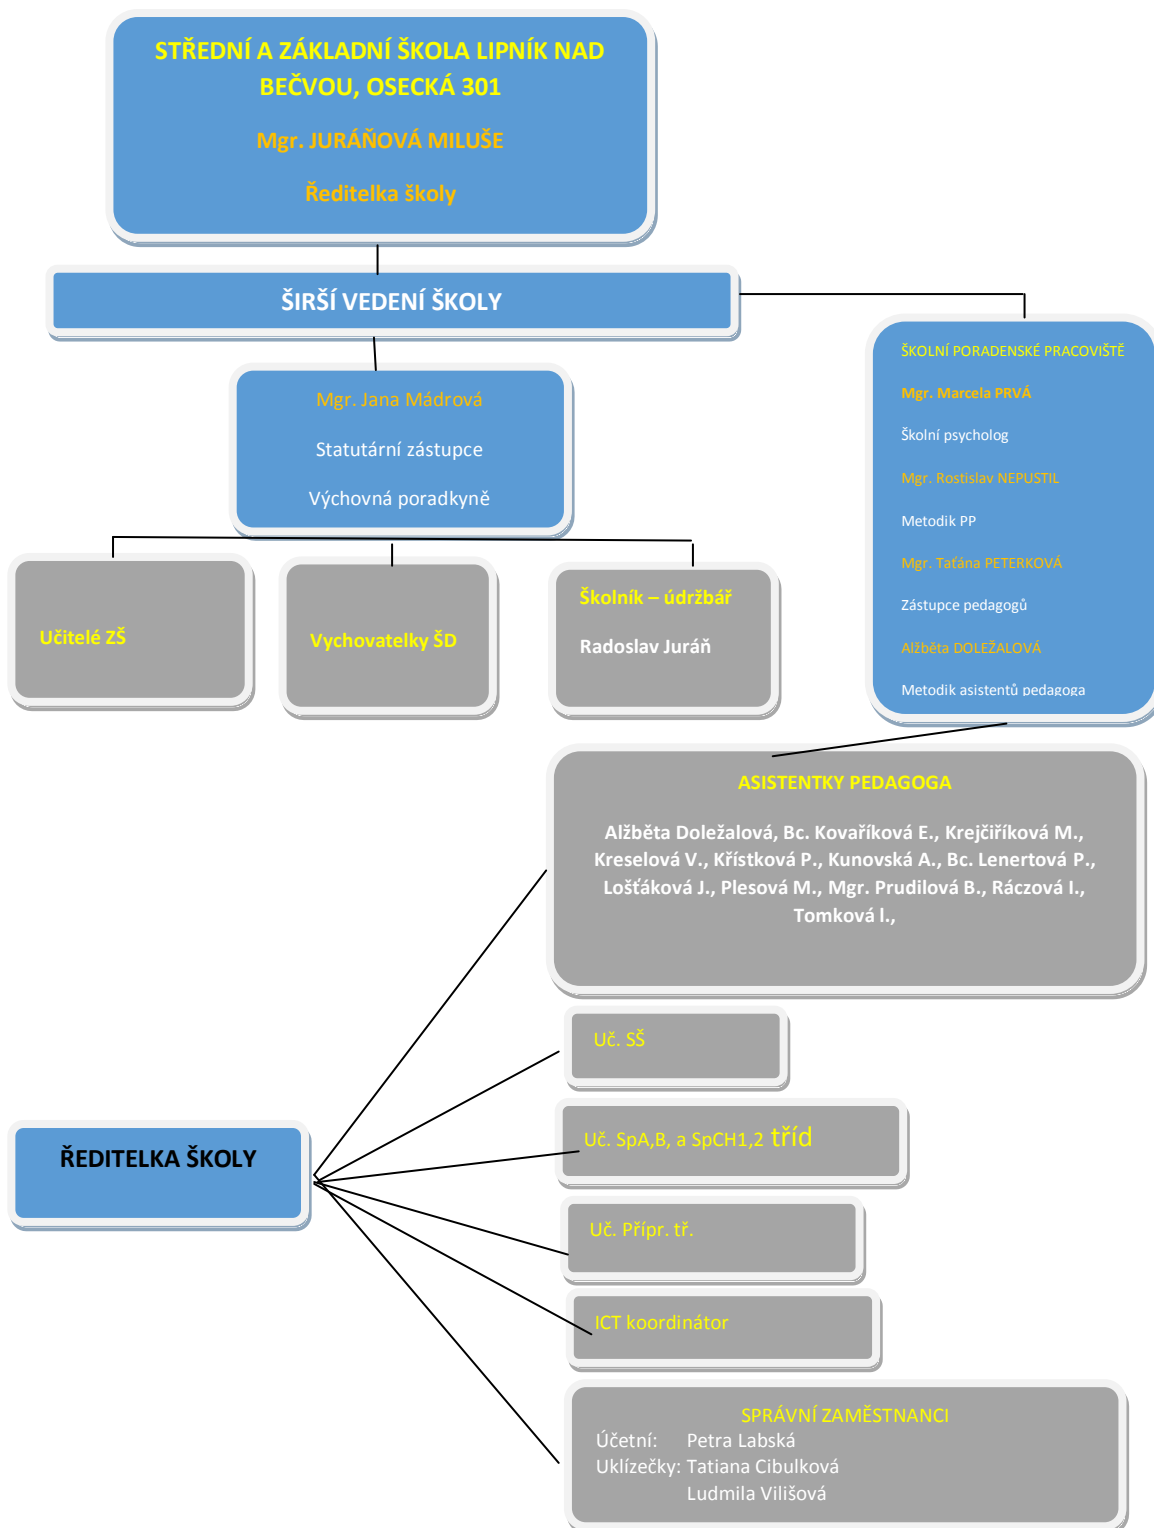 STŘEDNÍ A ZÁKLADNÍ ŠKOLA LIPNÍK NAD
BEČVOU, OSECKÁ 301
Mgr. JURÁŇOVÁ MILUŠE
Ředitelka školy
ŠIRŠÍ VEDENÍ ŠKOLY
Mgr. Jana Mádrová
Statutární zástupce
Výchovná poradkyně
ŠKOLNÍ PORADENSKÉ PRACOVIŠTĚ
Mgr. Marcela PRVÁ
Školní psycholog
Mgr. Rostislav NEPUSTIL
Metodik PP
Mgr. Taťána PETERKOVÁ
Zástupce pedagogů
Alžběta DOLEŽALOVÁ
Metodik asistentů pedagoga
Učitelé ZŠ
Vychovatelky ŠD
Školník – údržbář
Radoslav Juráň
ASISTENTKY PEDAGOGA
Alžběta Doležalová, Bc. Kovaříková E., Krejčiříková M.,
Kreselová V., Křístková P., Kunovská A., Bc. Lenertová P.,
Lošťáková J., Plesová M., Mgr. Prudilová B., Ráczová I.,
Tomková l.,
Uč. SŠ
ŘEDITELKA ŠKOLY
Uč. SpA,B, a SpCH1,2 tříd
Uč. Přípr. tř.
ICT koordinátor
SPRÁVNÍ ZAMĚSTNANCI
Účetní: Petra Labská
Uklízečky: Tatiana Cibulková
Ludmila Vilišová